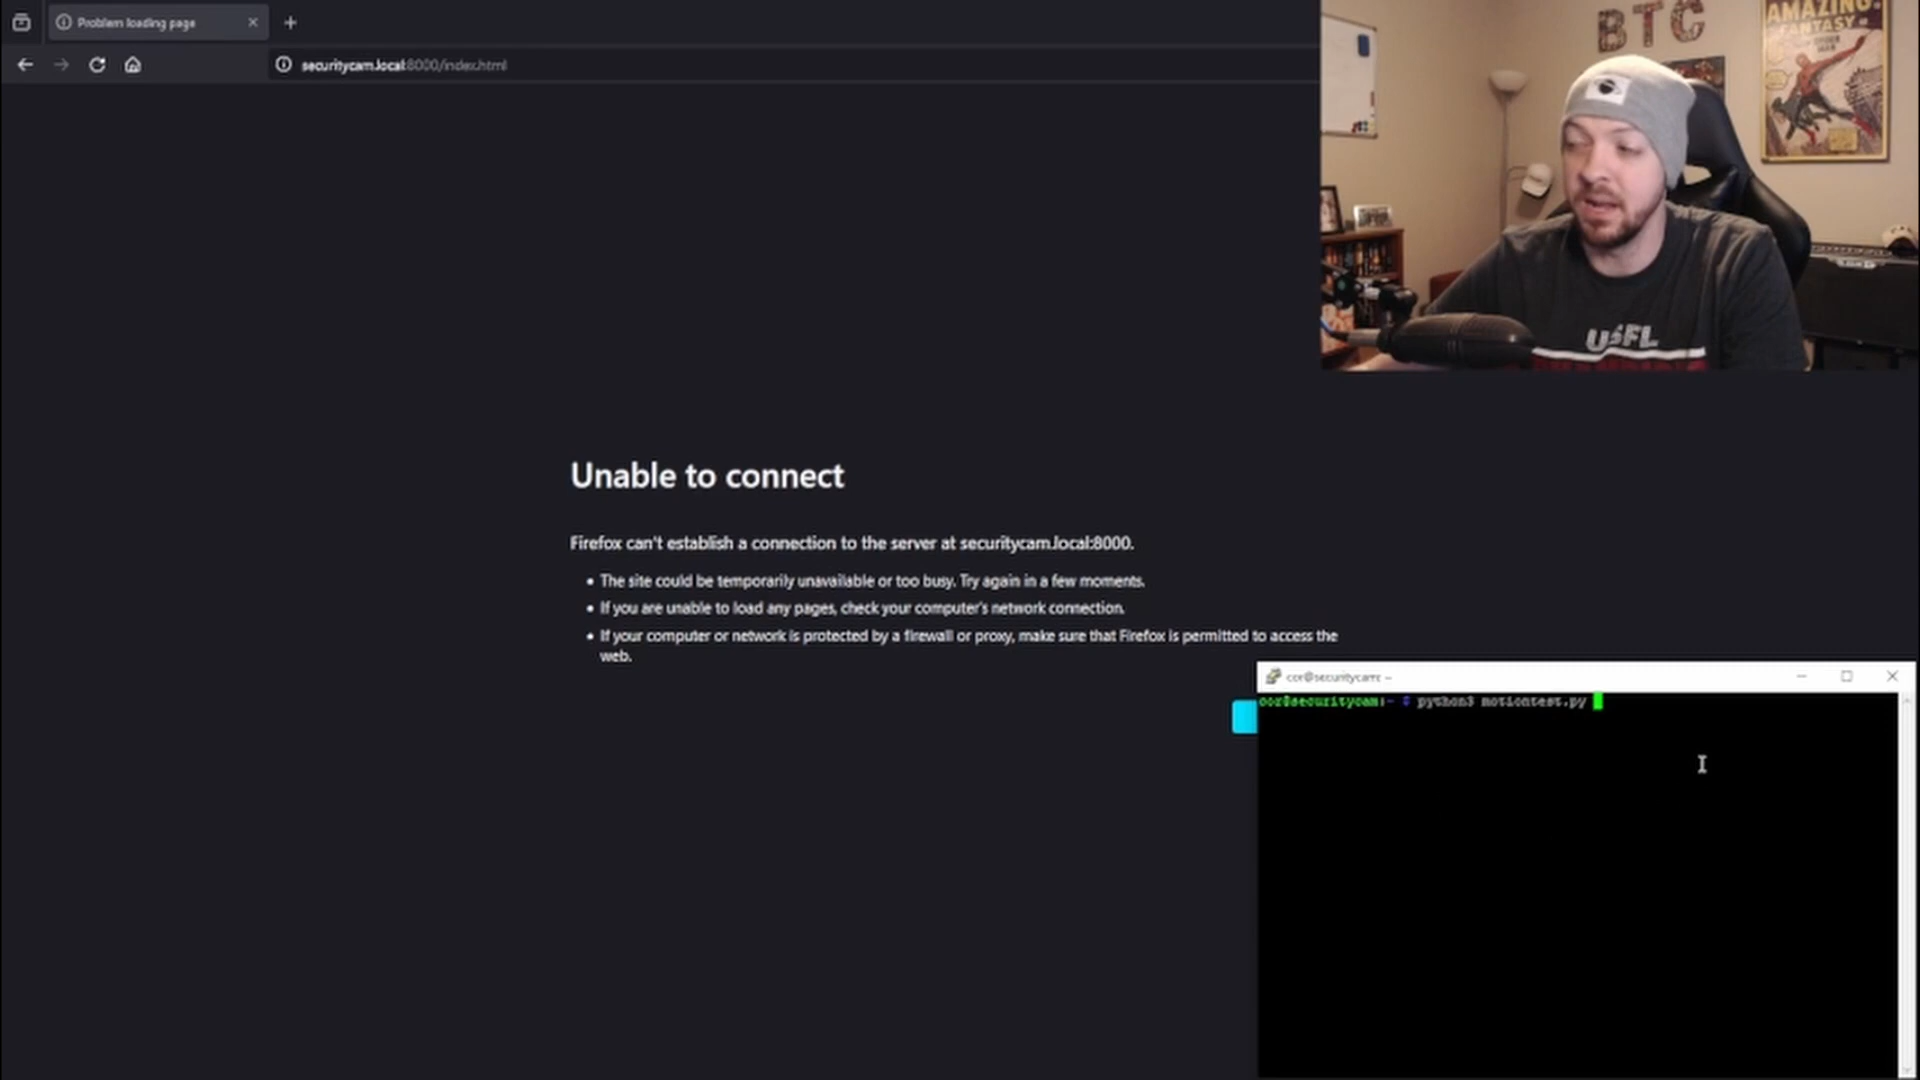 Problem loading page
securitycam.local:8000/index.html
BTC
AMAZING
FANTASY
USFL
Unable to connect
Firefox can't establish a connection to the server at securitycam.local:8000.
The site could be temporarily unavailable or too busy. Try again in a few moments.
If you are unable to load any pages, check your computer's network connection.
If your computer or network is protected by a firewall or proxy, make sure that Firefox is permitted to access the
web.
cor@securitycam: ~
cor@securitycam:~ $ python3 motiontest.py